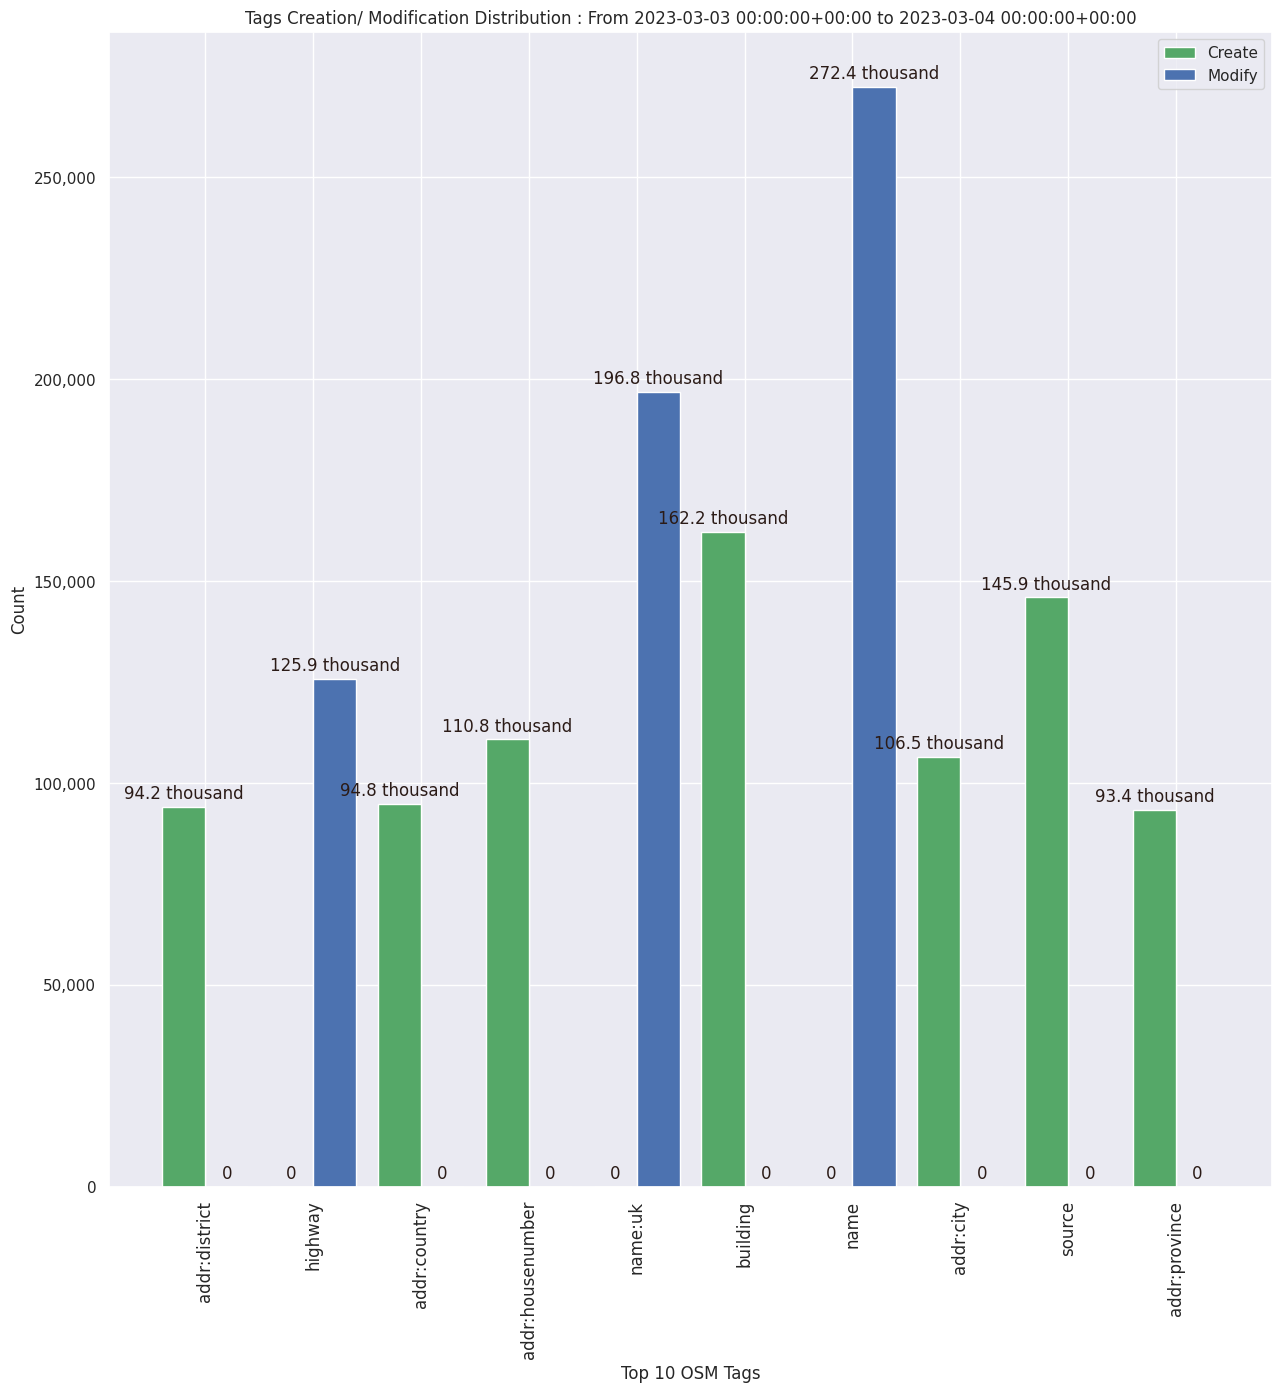 Tags Creation/ Modification Distribution : From 2023-03-03 00:00:00+00:00 to 2023-03-04 00:00:00+00:00
Create
Modify
Count
250,000
200,000
150,000
100,000
50,000
0
94.2 thousand
0
0
125.9 thousand
94.8 thousand
0
110.8 thousand
0
0
196.8 thousand
162.2 thousand
0
0
272.4 thousand
106.5 thousand
0
145.9 thousand
0
93.4 thousand
0
addr:district
highway
addr:country
addr:housenumber
name:uk
building
name
addr:city
source
addr:province
Top 10 OSM Tags